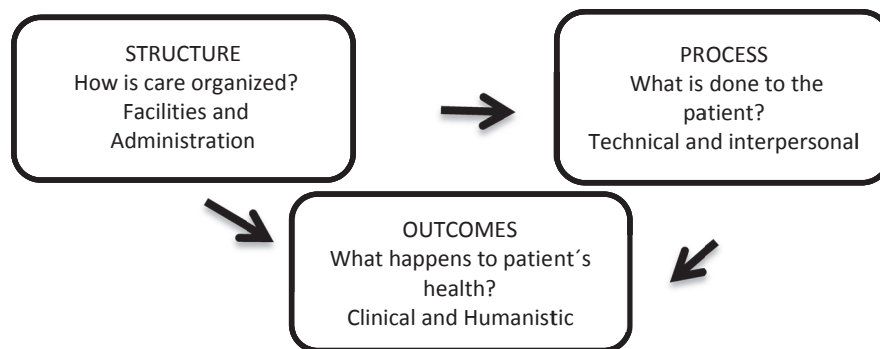 STRUCTURE
How is care organized?
Facilities and
Administration
PROCESS
What is done to the
patient?
Technical and interpersonal
OUTCOMES
What happens to patient´s
health?
Clinical and Humanistic